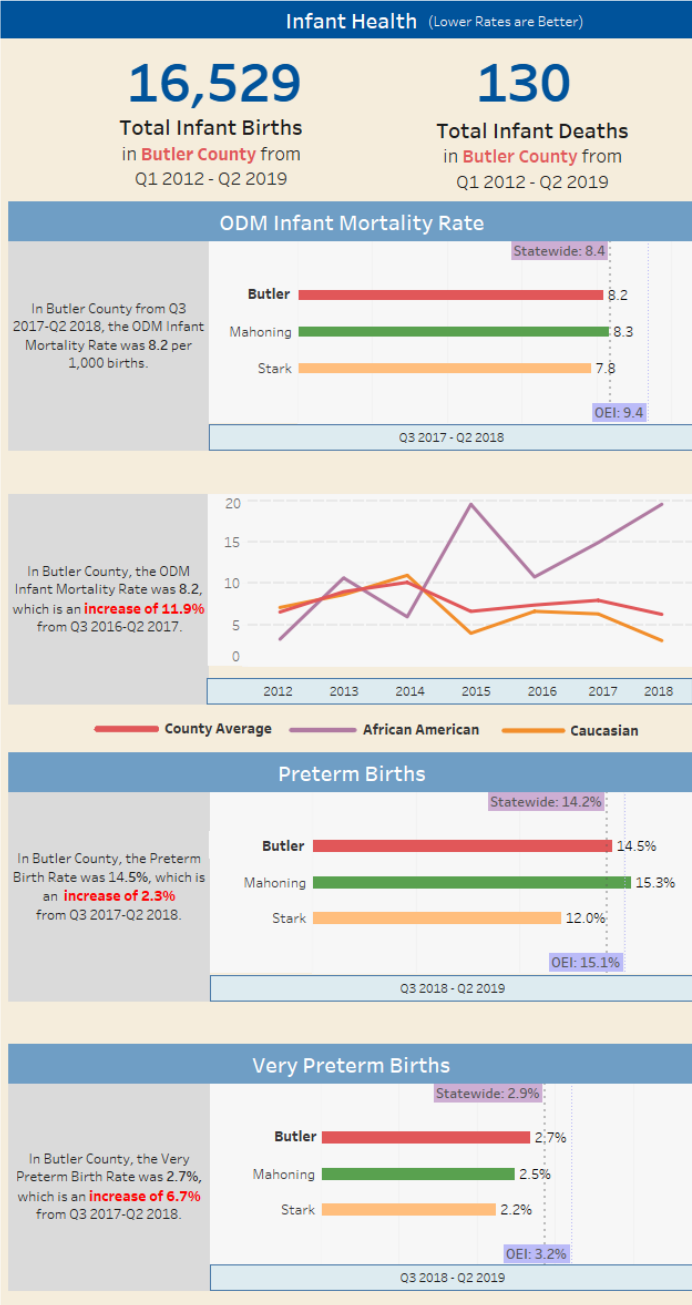 Infant Health (Lower Rates are Better)
16,529
Total Infant Births
in Butler County from
Q1 2012 - Q2 2019
130
Total Infant Deaths
in Butler County from
Q1 2012 - Q2 2019
ODM Infant Mortality Rate
In Butler County from Q3
2017-Q2 2018, the ODM Infant
Mortality Rate was 8.2 per
1,000 births.
Statewide: 8.4
Butler 8.2
Mahoning 8.3
Stark 7.8
OEI: 9.4
Q3 2017 - Q2 2018
In Butler County, the ODM
Infant Mortality Rate was 8.2,
which is an increase of 11.9%
from Q3 2016-Q2 2017.
20
15
10
5
0
2012 2013 2014 2015 2016 2017 2018
County Average African American Caucasian
Preterm Births
In Butler County, the Preterm
Birth Rate was 14.5%, which is
an increase of 2.3%
from Q3 2017-Q2 2018.
Statewide: 14.2%
Butler 14.5%
Mahoning 15.3%
Stark 12.0%
OEI: 15.1%
Q3 2018 - Q2 2019
Very Preterm Births
In Butler County, the Very
Preterm Birth Rate was 2.7%,
which is an increase of 6.7%
from Q3 2017-Q2 2018.
Statewide: 2.9%
Butler 2.7%
Mahoning 2.5%
Stark 2.2%
OEI: 3.2%
Q3 2018 - Q2 2019